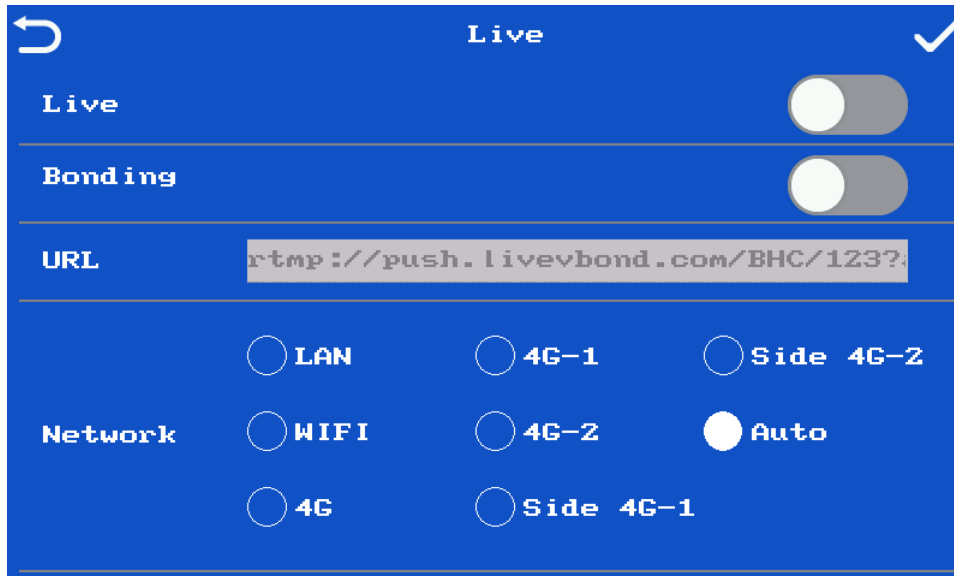 Live
Live
Bonding
URL rtmp://push.livevbond.com/BHC/123?
LAN 4G-1 Side 4G-2
Network WIFI 4G-2 Auto
4G Side 4G-1